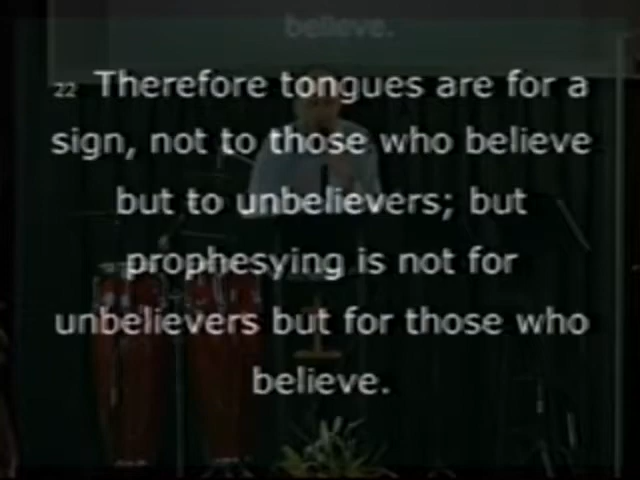 believe.
22 Therefore tongues are for a
sign, not to those who believe
but to unbelievers; but
prophesying is not for
unbelievers but for those who
believe.